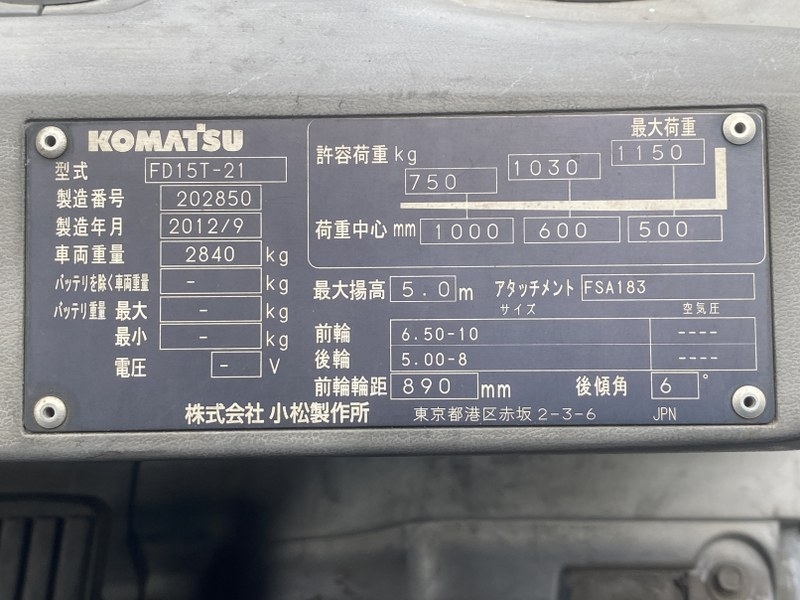 KOMATSU
型式 FD15T-21
製造番号 202850
製造年月 2012/9
車両重量 2840 kg
バッテリを除く車両重量 - kg
バッテリ重量 最大 - kg
最小 - kg
電圧 - V
最大荷重
許容荷重 kg 750 1030 1150
荷重中心 mm 1000 600 500
最大揚高 5.0 m アタッチメント FSA183
サイズ 空気圧
前輪 6.50-10 ----
後輪 5.00-8 ----
前輪輪距 890 mm 後傾角 6°
株式会社 小松製作所 東京都港区赤坂 2-3-6 JPN